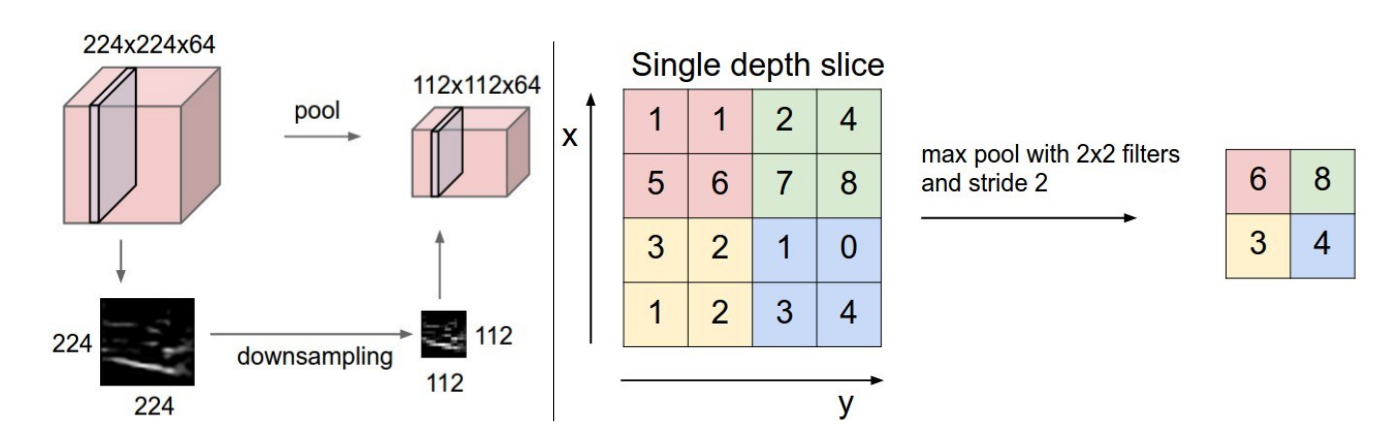 224x224x64
pool
112x112x64
224
224
downsampling
112
112
Single depth slice
x
1 1 2 4
5 6 7 8
3 2 1 0
1 2 3 4
y
max pool with 2x2 filters
and stride 2
6 8
3 4